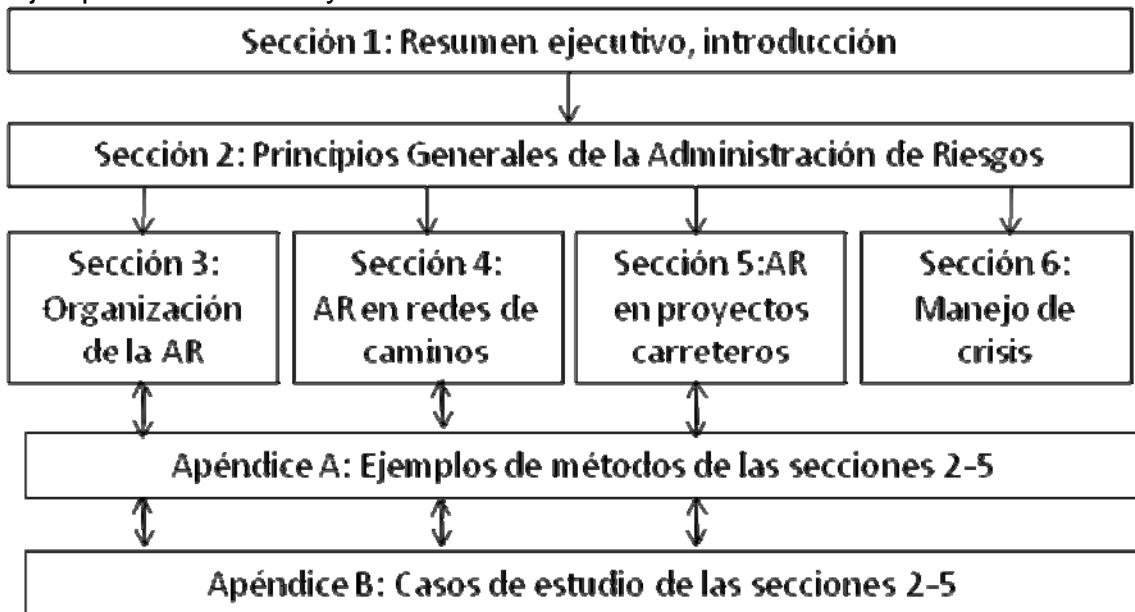 Sección 1: Resumen ejecutivo, introducción
Sección 2: Principios Generales de la Administración de Riesgos
Sección 3:
Organización
de la AR
Sección 4:
AR en redes de
caminos
Sección 5:AR
en proyectos
carreteros
Sección 6:
Manejo de
crisis
Apéndice A: Ejemplos de métodos de las secciones 2-5
Apéndice B: Casos de estudio de las secciones 2-5